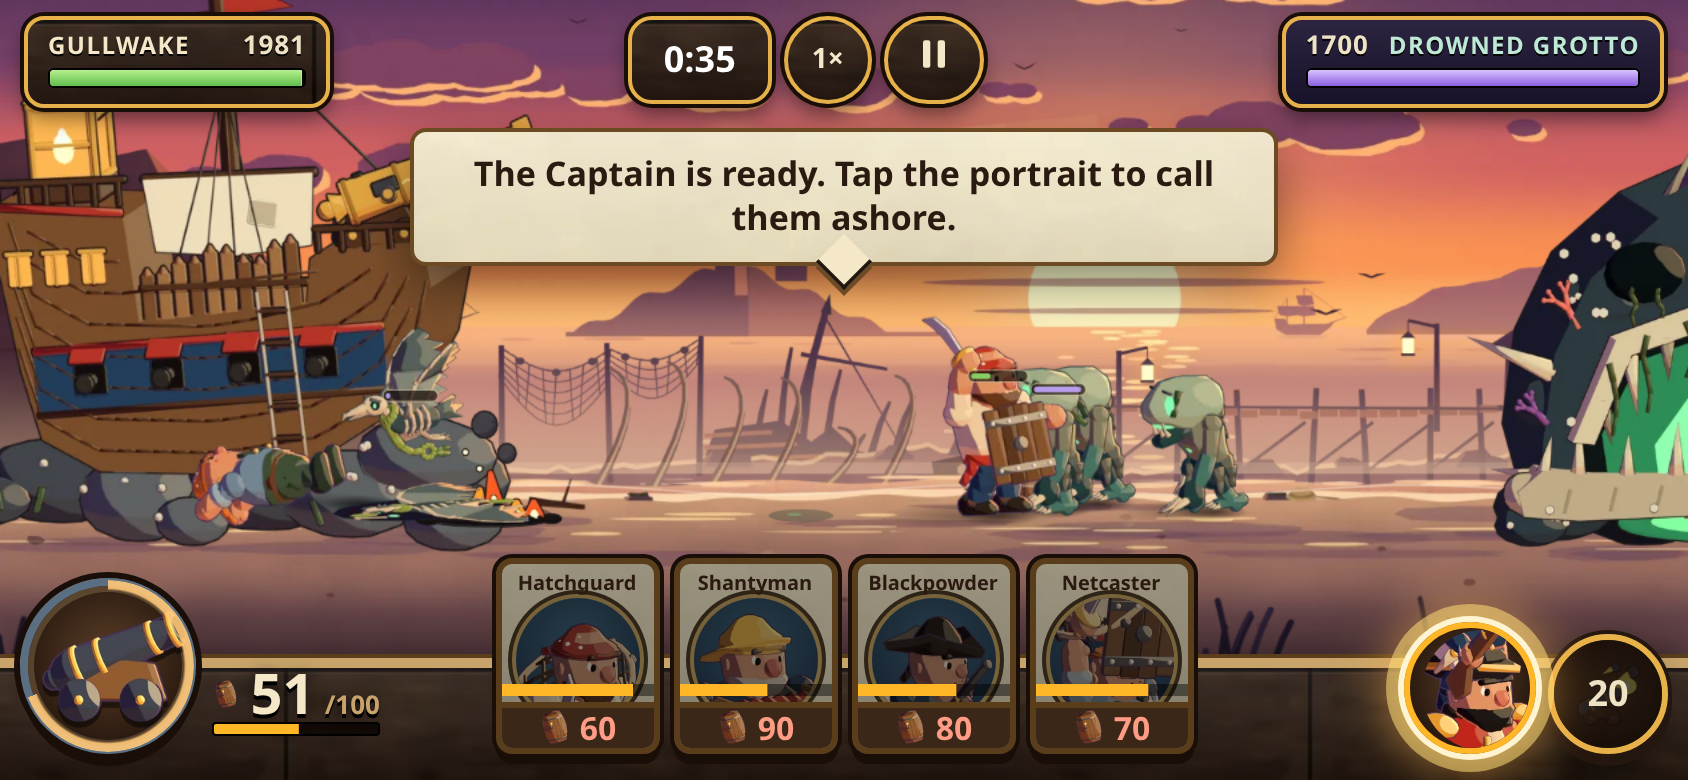 GULLWAKE 1981
0:35
1×
1700 DROWNED GROTTO
The Captain is ready. Tap the portrait to call
them ashore.
51 /100
Hatchguard
60
Shantyman
90
Blackpowder
80
Netcaster
70
20